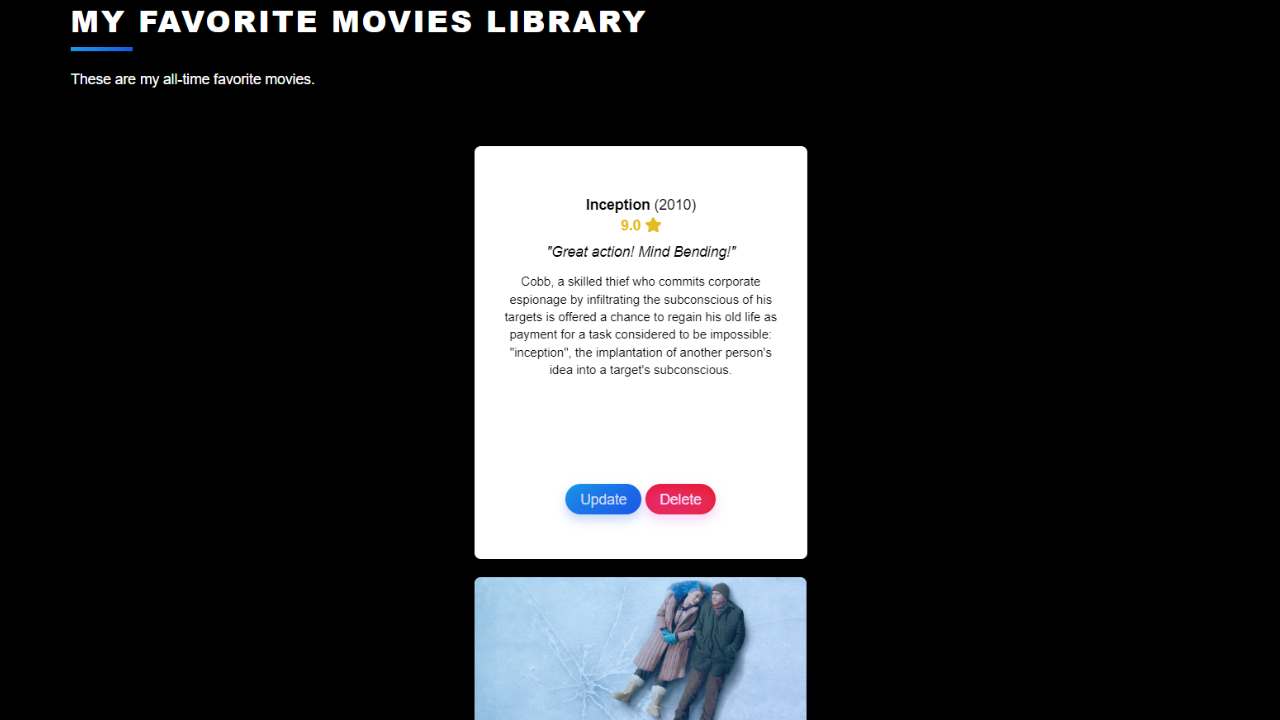 MY FAVORITE MOVIES LIBRARY
These are my all-time favorite movies.
Inception (2010)
9.0
"Great action! Mind Bending!"
Cobb, a skilled thief who commits corporate
espionage by infiltrating the subconscious of his
targets is offered a chance to regain his old life as
payment for a task considered to be impossible:
"inception", the implantation of another person's
idea into a target's subconscious.
Update Delete